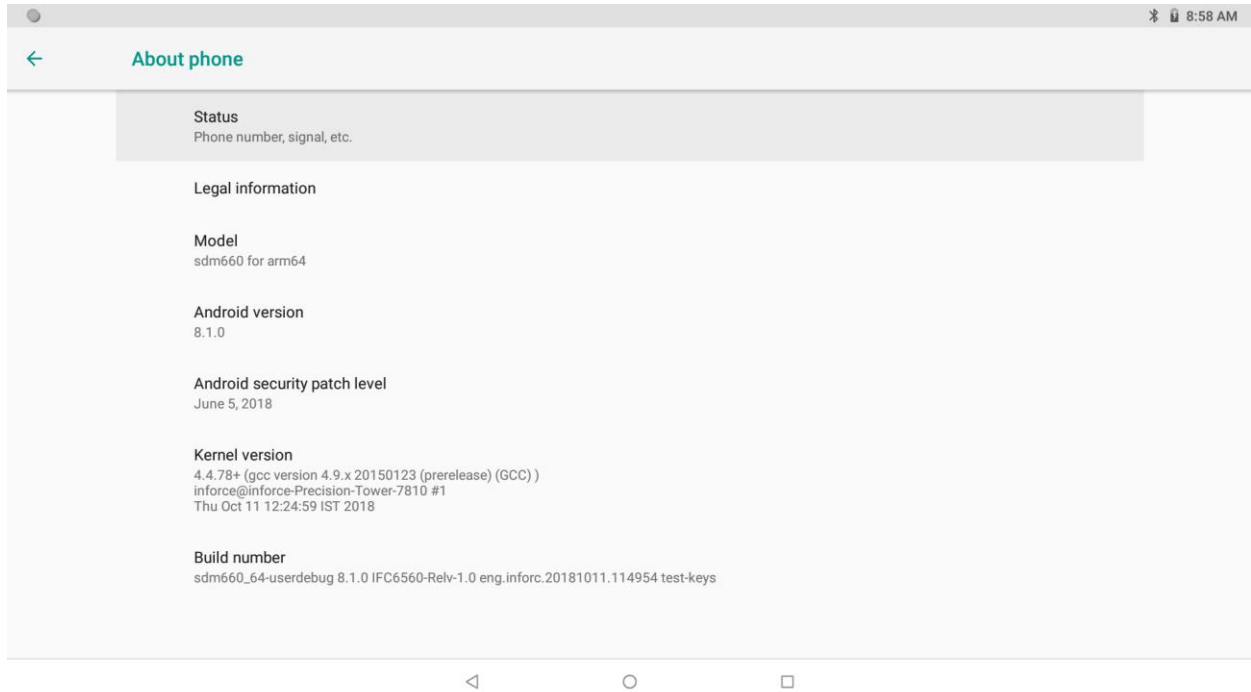 8:58 AM
About phone
Status
Phone number, signal, etc.
Legal information
Model
sdm660 for arm64
Android version
8.1.0
Android security patch level
June 5, 2018
Kernel version
4.4.78+ (gcc version 4.9.x 20150123 (prerelease) (GCC) )
inforce@inforce-Precision-Tower-7810 #1
Thu Oct 11 12:24:59 IST 2018
Build number
sdm660_64-userdebug 8.1.0 IFC6560-Relv-1.0 eng.inforc.20181011.114954 test-keys